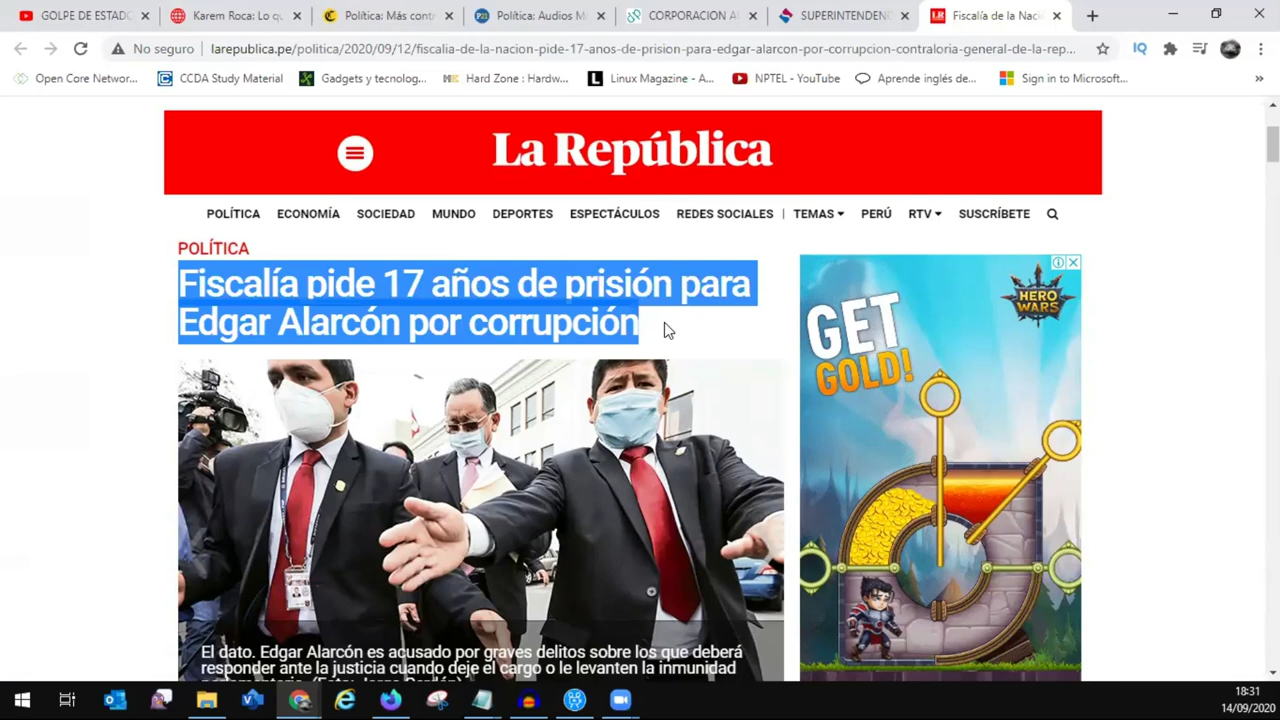 GOLPE DE ESTADO
Karem Roca: Lo qu
Política: Más cont
Política: Audios M
CORPORACION A
SUPERINTENDEN
Fiscalía de la Naci
No seguro
larepublica.pe/politica/2020/09/12/fiscalia-de-la-nacion-pide-17-anos-de-prision-para-edgar-alarcon-por-corrupcion-contraloria-general-de-la-rep...
IQ
Open Core Networ...
CCDA Study Material
Gadgets y tecnolog...
Hard Zone : Hardw...
Linux Magazine - A...
NPTEL - YouTube
Aprende inglés de...
Sign in to Microsoft...
La República
POLÍTICA ECONOMÍA SOCIEDAD MUNDO DEPORTES ESPECTÁCULOS REDES SOCIALES | TEMAS PERÚ RTV SUSCRÍBETE
POLÍTICA
Fiscalía pide 17 años de prisión para
Edgar Alarcón por corrupción
HERO
WARS
GET
GOLD!
El dato. Edgar Alarcón es acusado por graves delitos sobre los que deberá
responder ante la justicia cuando deje el cargo o le levanten la inmunidad
18:31
14/09/2020